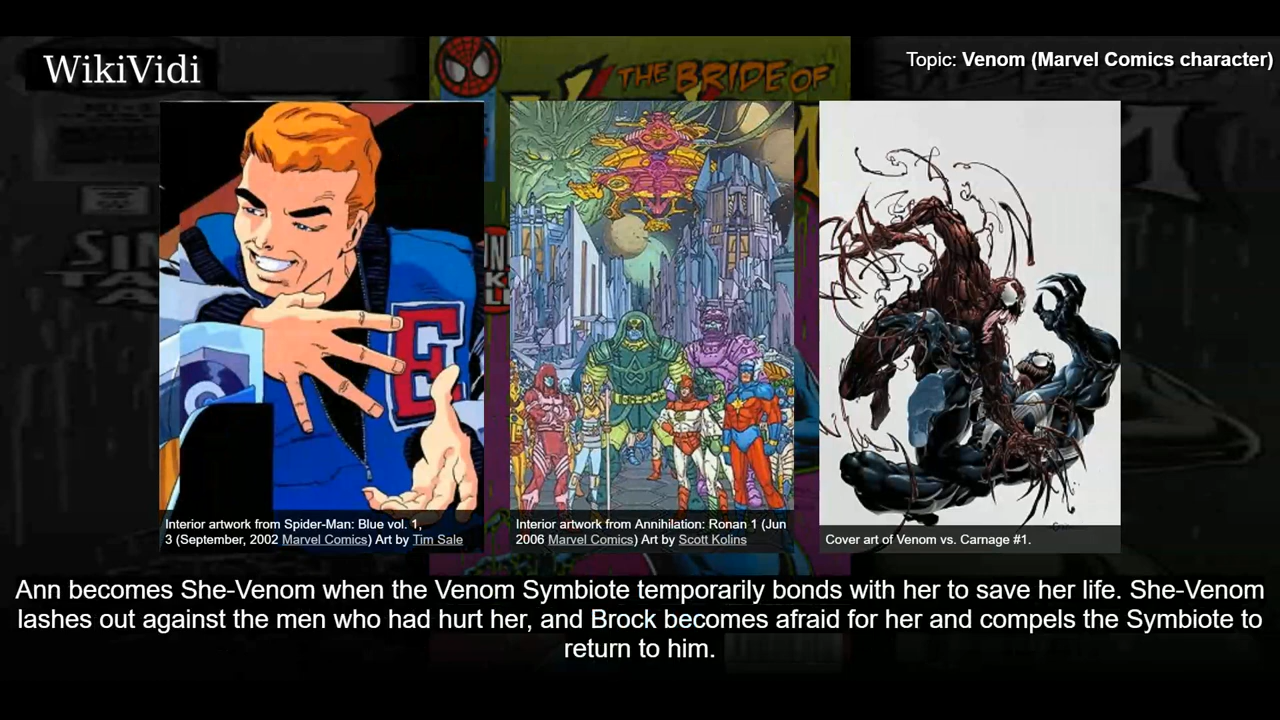 WikiVidi
Topic: Venom (Marvel Comics character)
THE BRIDE OF
E
Interior artwork from Spider-Man: Blue vol. 1,
3 (September, 2002 Marvel Comics) Art by Tim Sale
Interior artwork from Annihilation: Ronan 1 (Jun
2006 Marvel Comics) Art by Scott Kolins
Cover art of Venom vs. Carnage #1.
Ann becomes She-Venom when the Venom Symbiote temporarily bonds with her to save her life. She-Venom
lashes out against the men who had hurt her, and Brock becomes afraid for her and compels the Symbiote to
return to him.